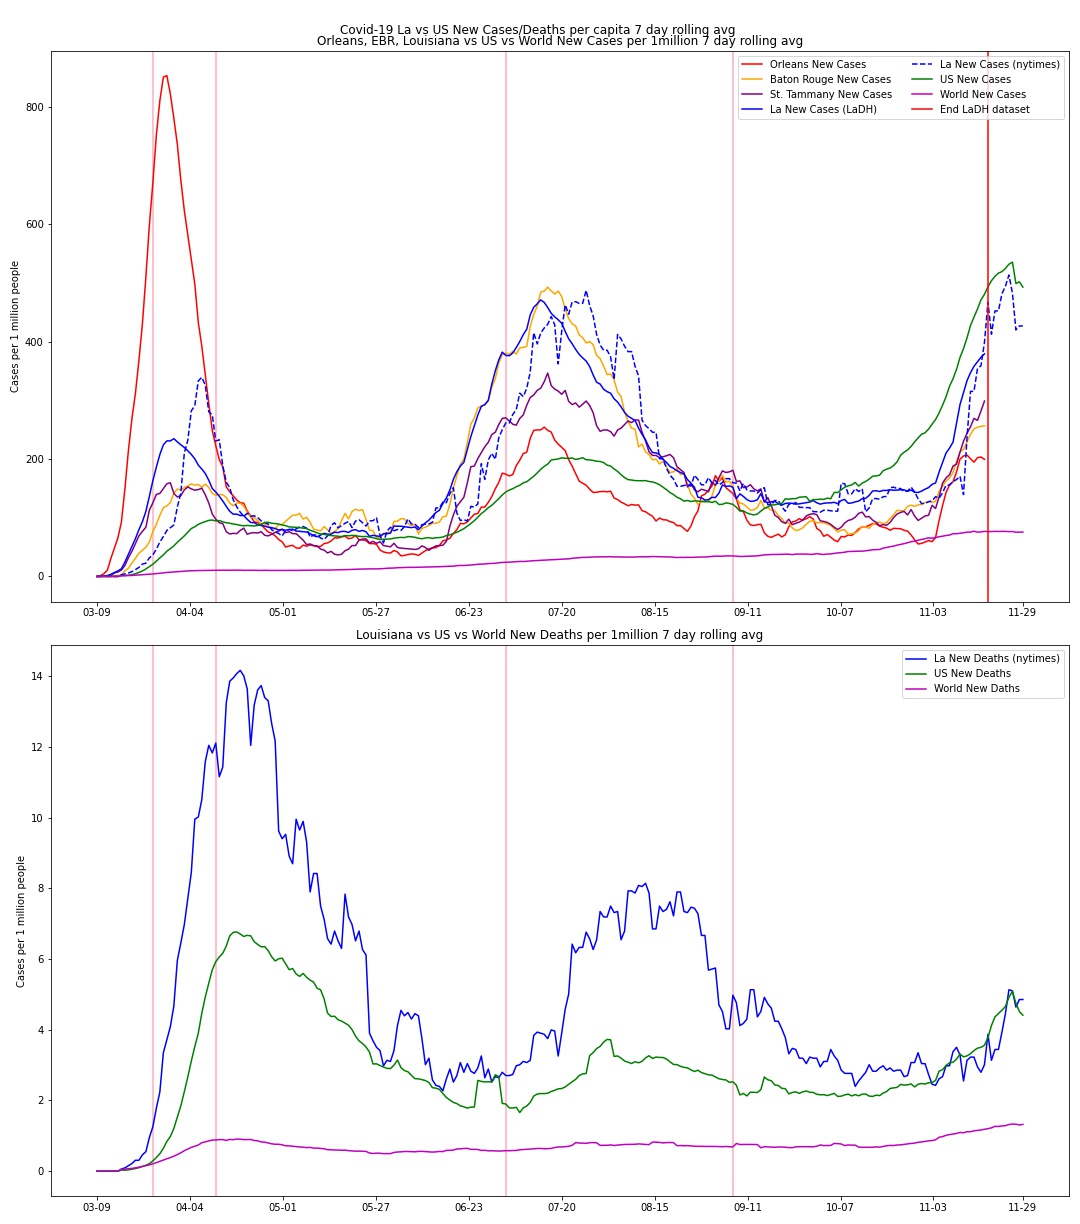 Covid-19 La vs US New Cases/Deaths per capita 7 day rolling avg
Orleans, EBR, Louisiana vs US vs World New Cases per 1million 7 day rolling avg
Orleans New Cases
Baton Rouge New Cases
St. Tammany New Cases
La New Cases (LaDH)
La New Cases (nytimes)
US New Cases
World New Cases
End LaDH dataset
Cases per 1 million people
800
600
400
200
0
03-09 04-04 05-01 05-27 06-23 07-20 08-15 09-11 10-07 11-03 11-29
Louisiana vs US vs World New Deaths per 1million 7 day rolling avg
La New Deaths (nytimes)
US New Deaths
World New Daths
Cases per 1 million people
14
12
10
8
6
4
2
0
03-09 04-04 05-01 05-27 06-23 07-20 08-15 09-11 10-07 11-03 11-29